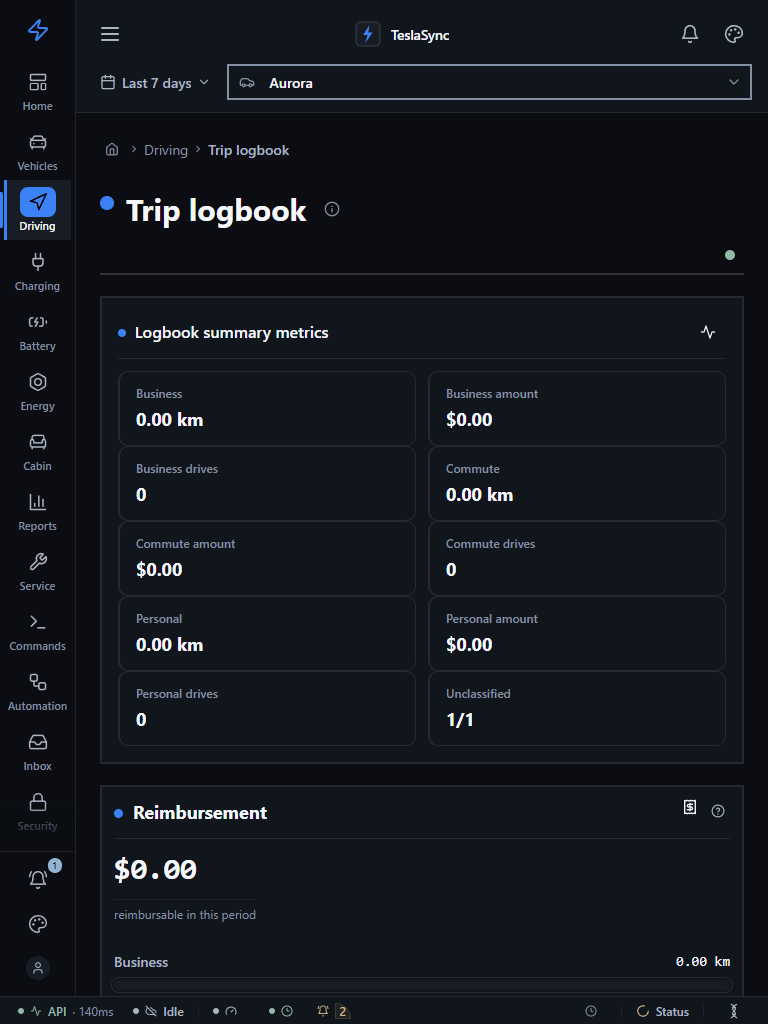 TeslaSync
Last 7 days
Aurora
Home
Vehicles
Driving
Charging
Battery
Energy
Cabin
Reports
Service
Commands
Automation
Inbox
Security
1
Driving
Trip logbook
Trip logbook
Logbook summary metrics
Business
0.00 km
Business amount
$0.00
Business drives
0
Commute
0.00 km
Commute amount
$0.00
Commute drives
0
Personal
0.00 km
Personal amount
$0.00
Personal drives
0
Unclassified
1/1
Reimbursement
$0.00
reimbursable in this period
Business 0.00 km
API · 140ms Idle 2 Status